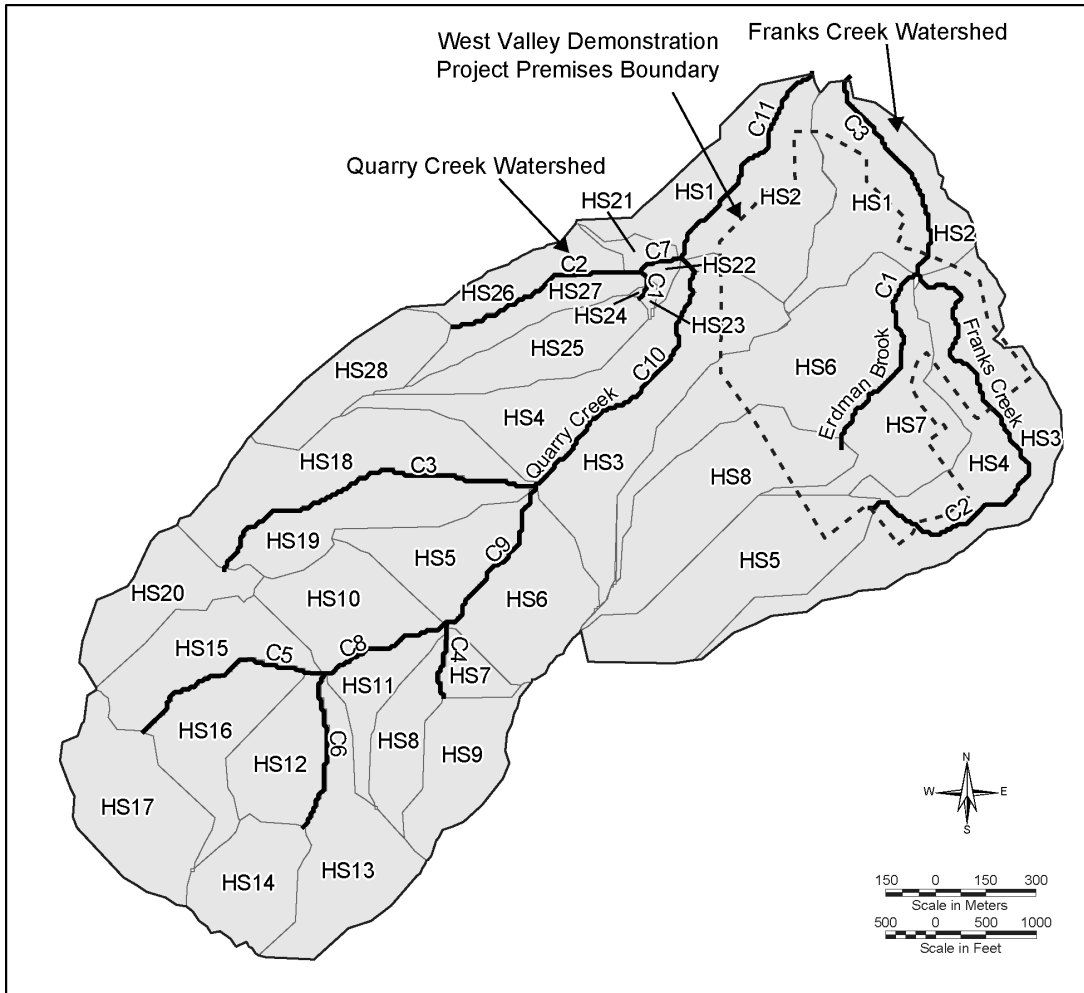 Franks Creek Watershed
West Valley Demonstration
Project Premises Boundary
C11
C3
Quarry Creek Watershed
HS1
HS2
HS1
HS21
HS2
C7
C2
HS22
HS26
HS27
C1
C1
HS24
HS23
Franks Creek
HS25
C10
HS28
HS6
Erdman Brook
HS4
HS7
Quarry Creek
HS3
HS3
HS18
C3
HS8
HS4
C2
HS19
HS5
C9
HS5
HS20
HS10
HS6
HS15
C5
C8
C4
HS11
HS7
HS16
C6
HS8
HS9
HS12
HS17
HS13
HS14
N
W
E
S
150 0 150 300
Scale in Meters
500 0 500 1000
Scale in Feet